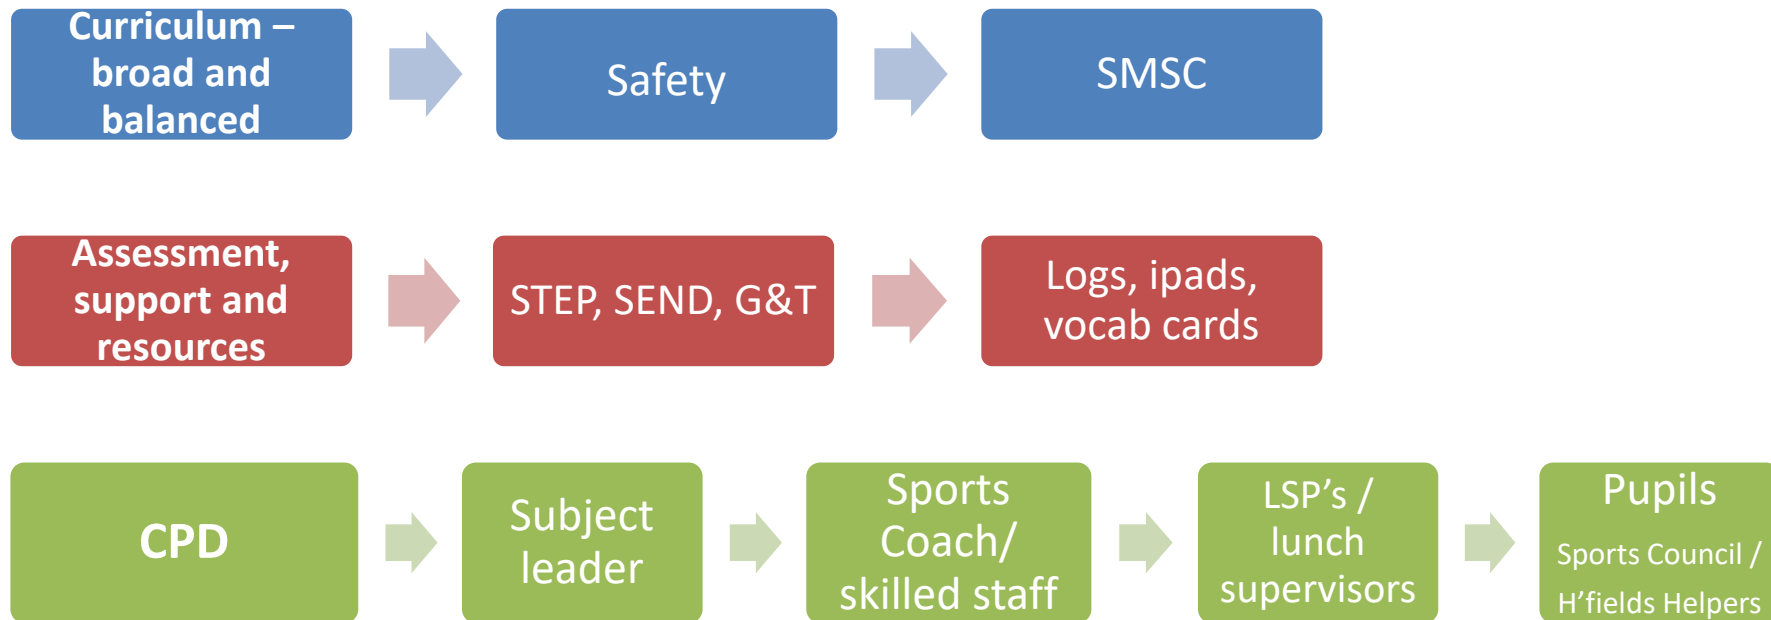 Curriculum –
broad and
balanced
Safety
SMSC
Assessment,
support and
resources
STEP, SEND, G&T
Logs, ipads,
vocab cards
CPD
Subject
leader
Sports
Coach/
skilled staff
LSP’s /
lunch
supervisors
Pupils
Sports Council /
H’fields Helpers